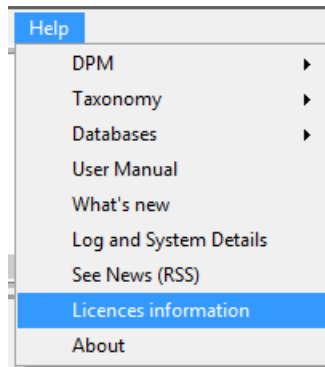 Help
DPM
Taxonomy
Databases
User Manual
What's new
Log and System Details
See News (RSS)
Licences information
About